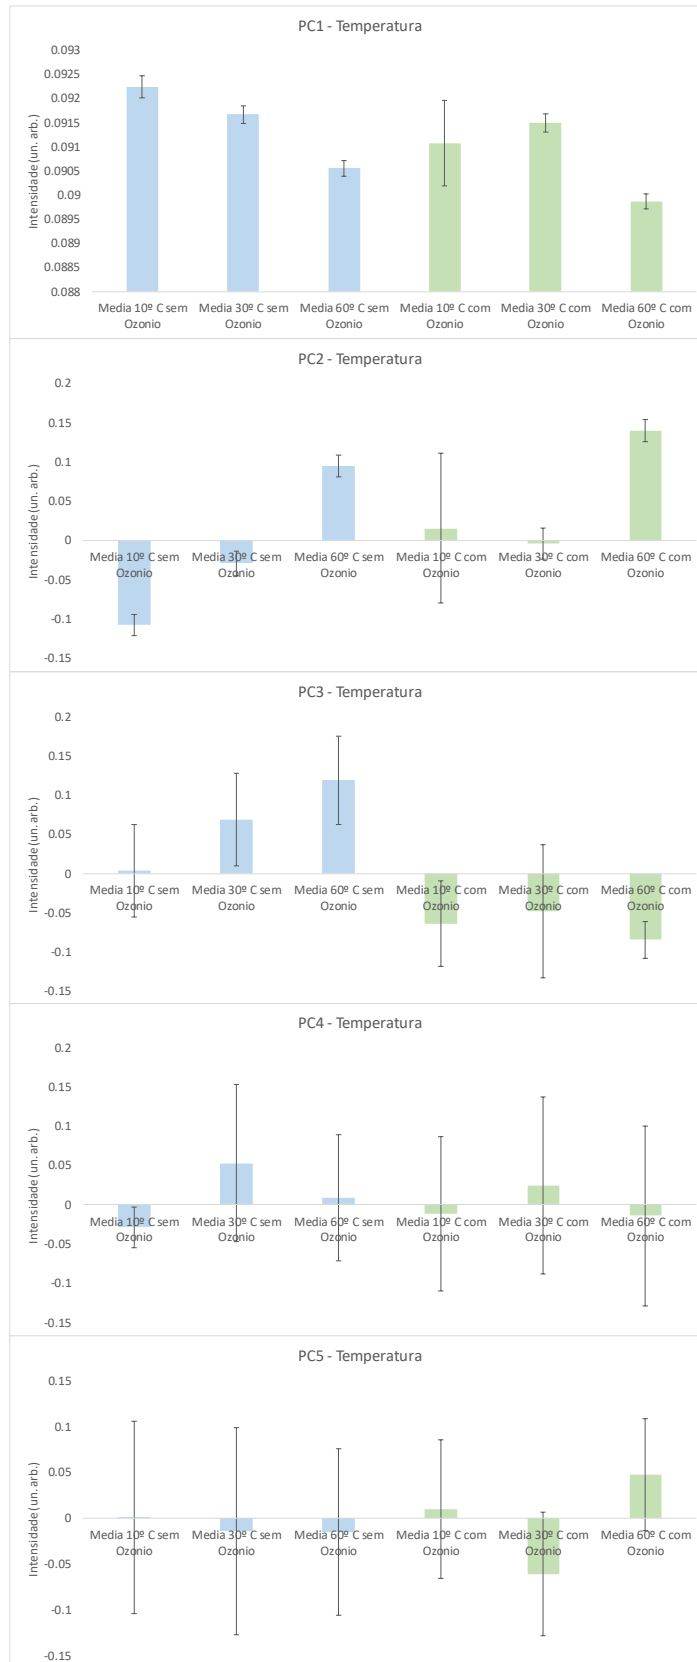 PC1 - Temperatura
Intensidade (un. arb.)
0.093
0.0925
0.092
0.0915
0.091
0.0905
0.09
0.0895
0.089
0.0885
0.088
Media 10º C sem Ozonio
Media 30º C sem Ozonio
Media 60º C sem Ozonio
Media 10º C com Ozonio
Media 30º C com Ozonio
Media 60º C com Ozonio
PC2 - Temperatura
Intensidade (un. arb.)
0.2
0.15
0.1
0.05
0
-0.05
-0.1
-0.15
Media 10º C sem Ozonio
Media 30º C sem Ozonio
Media 60º C sem Ozonio
Media 10º C com Ozonio
Media 30º C com Ozonio
Media 60º C com Ozonio
PC3 - Temperatura
Intensidade (un. arb.)
0.2
0.15
0.1
0.05
0
-0.05
-0.1
-0.15
Media 10º C sem Ozonio
Media 30º C sem Ozonio
Media 60º C sem Ozonio
Media 10º C com Ozonio
Media 30º C com Ozonio
Media 60º C com Ozonio
PC4 - Temperatura
Intensidade (un. arb.)
0.2
0.15
0.1
0.05
0
-0.05
-0.1
-0.15
Media 10º C sem Ozonio
Media 30º C sem Ozonio
Media 60º C sem Ozonio
Media 10º C com Ozonio
Media 30º C com Ozonio
Media 60º C com Ozonio
PC5 - Temperatura
Intensidade (un. arb.)
0.15
0.1
0.05
0
-0.05
-0.1
-0.15
Media 10º C sem Ozonio
Media 30º C sem Ozonio
Media 60º C sem Ozonio
Media 10º C com Ozonio
Media 30º C com Ozonio
Media 60º C com Ozonio